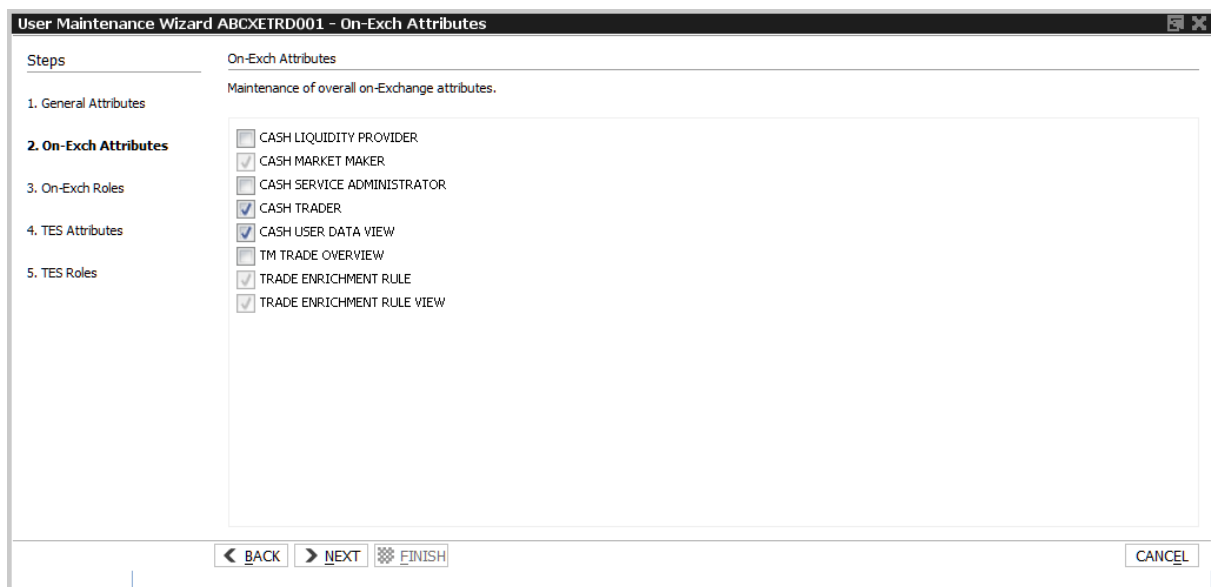 User Maintenance Wizard ABCXETRD001 - On-Exch Attributes
Steps
1. General Attributes
2. On-Exch Attributes
3. On-Exch Roles
4. TES Attributes
5. TES Roles
On-Exch Attributes
Maintenance of overall on-Exchange attributes.
CASH LIQUIDITY PROVIDER
CASH MARKET MAKER
CASH SERVICE ADMINISTRATOR
CASH TRADER
CASH USER DATA VIEW
TM TRADE OVERVIEW
TRADE ENRICHMENT RULE
TRADE ENRICHMENT RULE VIEW
BACK NEXT FINISH CANCEL